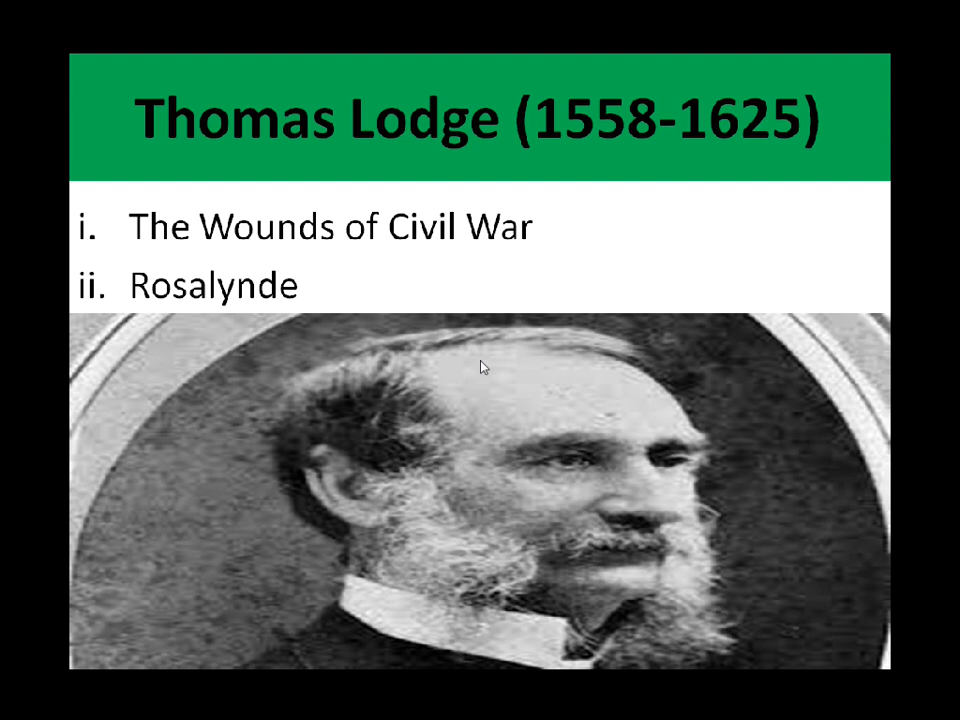 Thomas Lodge (1558-1625)
i. The Wounds of Civil War
ii. Rosalynde